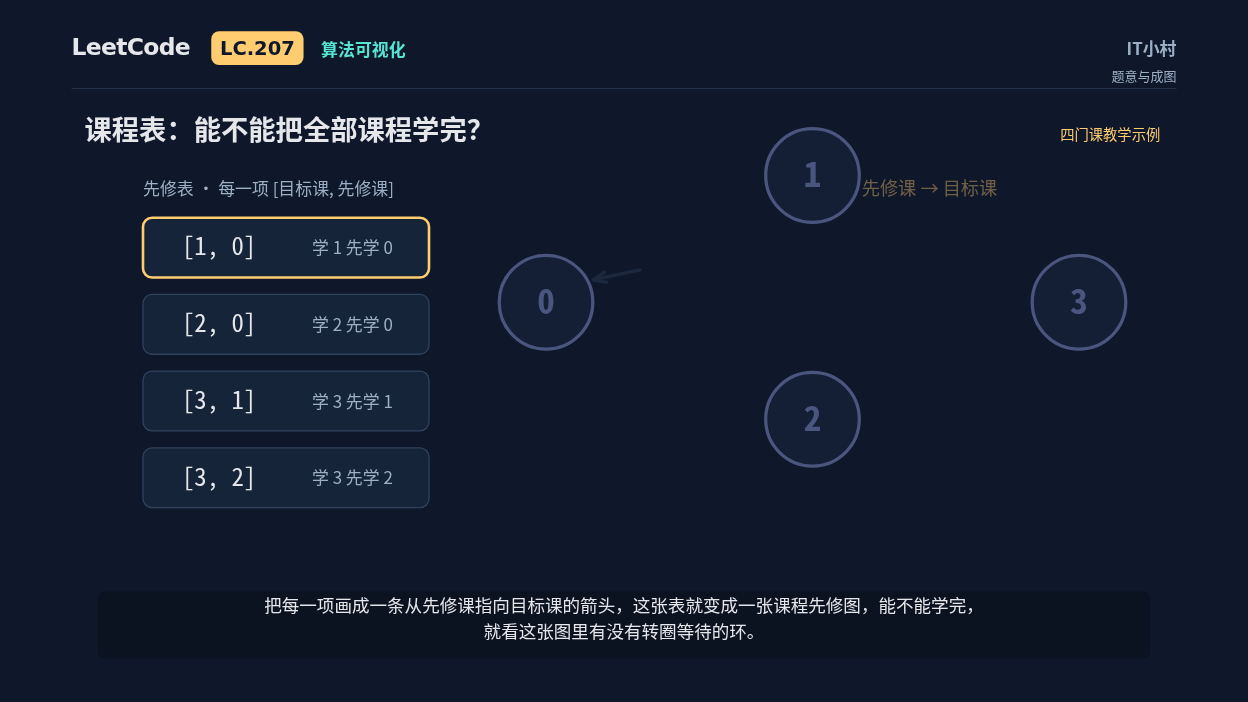 LeetCode LC.207 算法可视化
IT小村
题意与成图
课程表：能不能把全部课程学完？
四门课教学示例
先修表 · 每一项 [目标课, 先修课]
先修课 → 目标课
[1, 0] 学 1 先学 0
[2, 0] 学 2 先学 0
[3, 1] 学 3 先学 1
[3, 2] 学 3 先学 2
1
0
3
2
把每一项画成一条从先修课指向目标课的箭头，这张表就变成一张课程先修图，能不能学完，
就看这张图里有没有转圈等待的环。